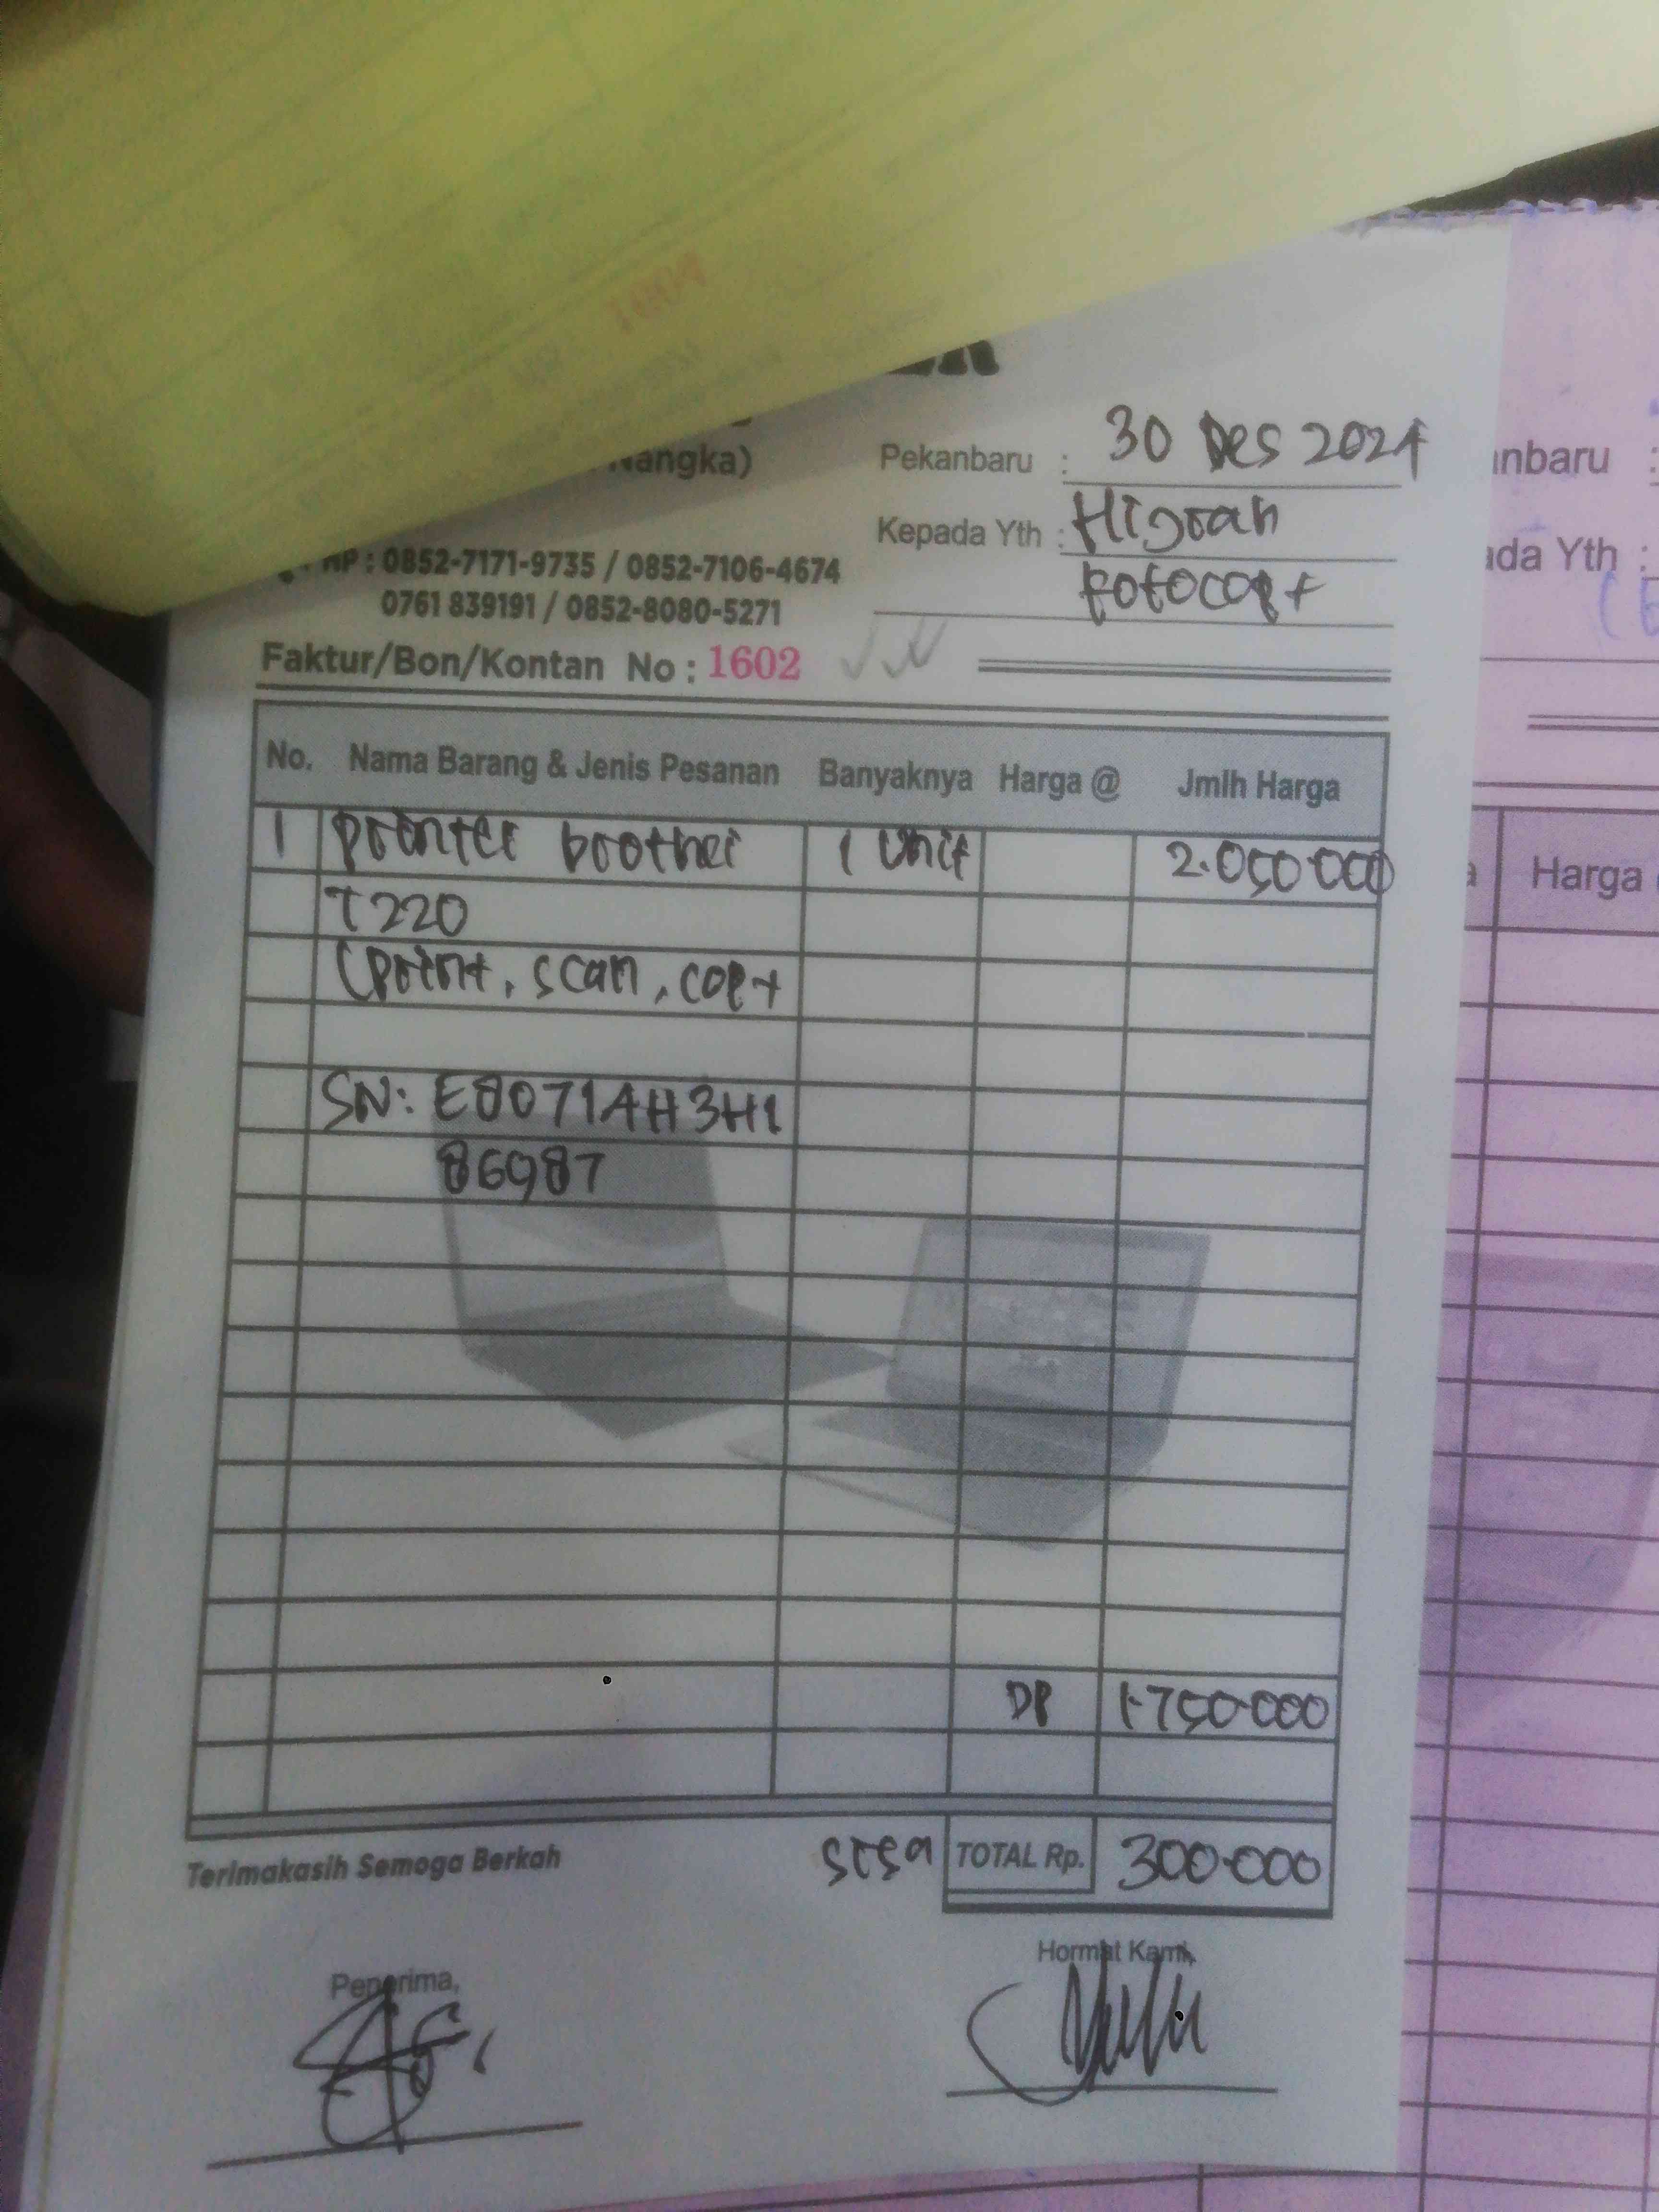 Nangka)
Pekanbaru : 30 Des 2024
Kepada Yth : Hijrah
Fotocopy
HP : 0852-7171-9735 / 0852-7106-4674
0761 839191 / 0852-8080-5271
Faktur/Bon/Kontan No : 1602
No. Nama Barang & Jenis Pesanan Banyaknya Harga @ Jmlh Harga
1 Printer brother 1 Unit 2.050.000
T220
(Print, scan, copy
SN: E80714H3H1
86987
DP 1.750.000
Terimakasih Semoga Berkah sisa TOTAL Rp. 300.000
Penerima, Hormat Kami,
nbaru :
ada Yth :
Harga